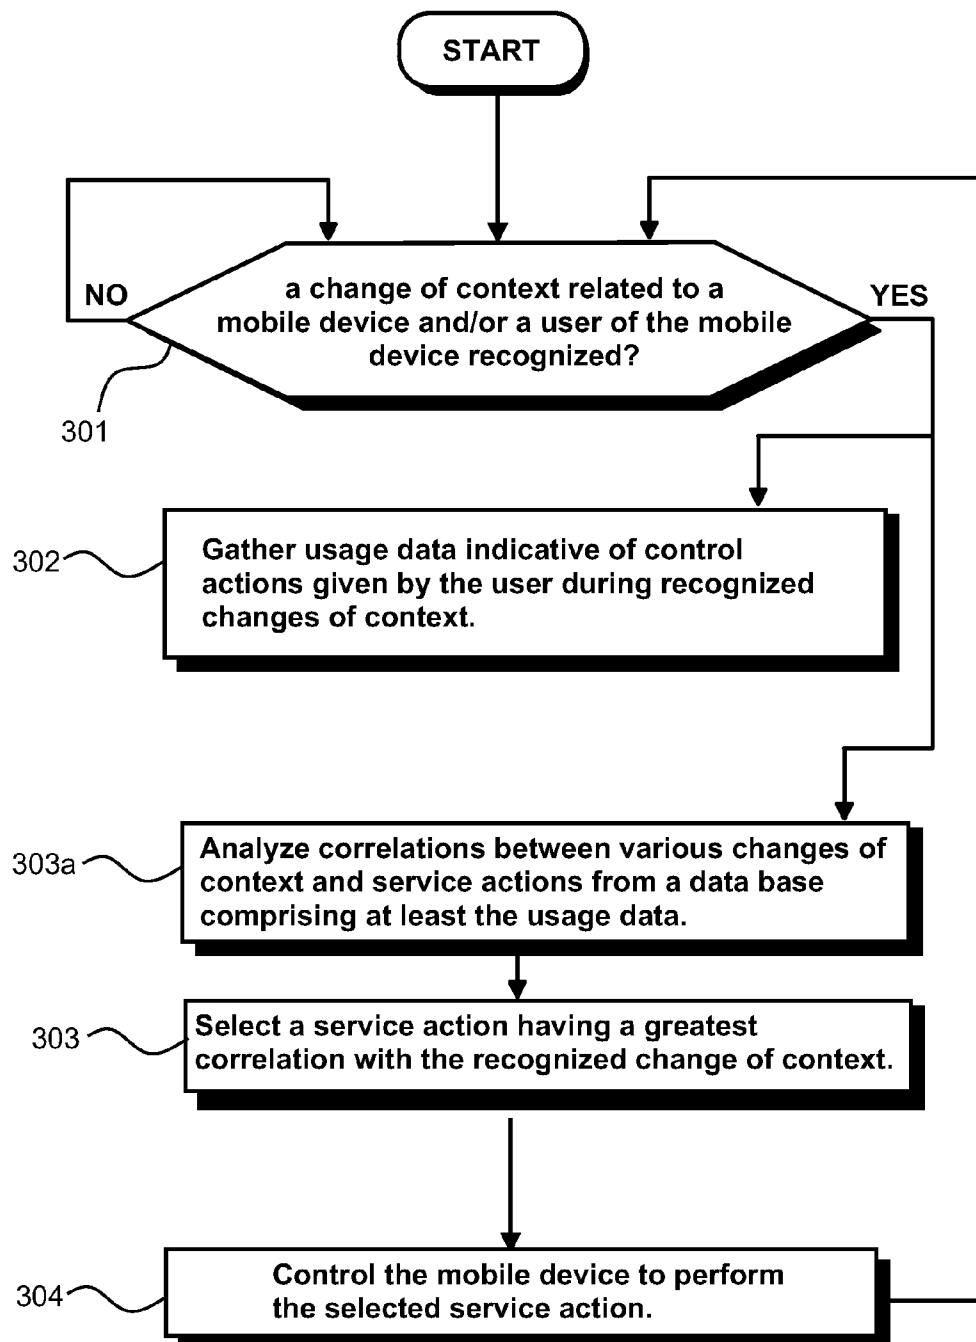 START
NO
a change of context related to a
mobile device and/or a user of the mobile
device recognized?
YES
301
302
Gather usage data indicative of control
actions given by the user during recognized
changes of context.
303a
Analyze correlations between various changes of
context and service actions from a data base
comprising at least the usage data.
303
Select a service action having a greatest
correlation with the recognized change of context.
304
Control the mobile device to perform
the selected service action.